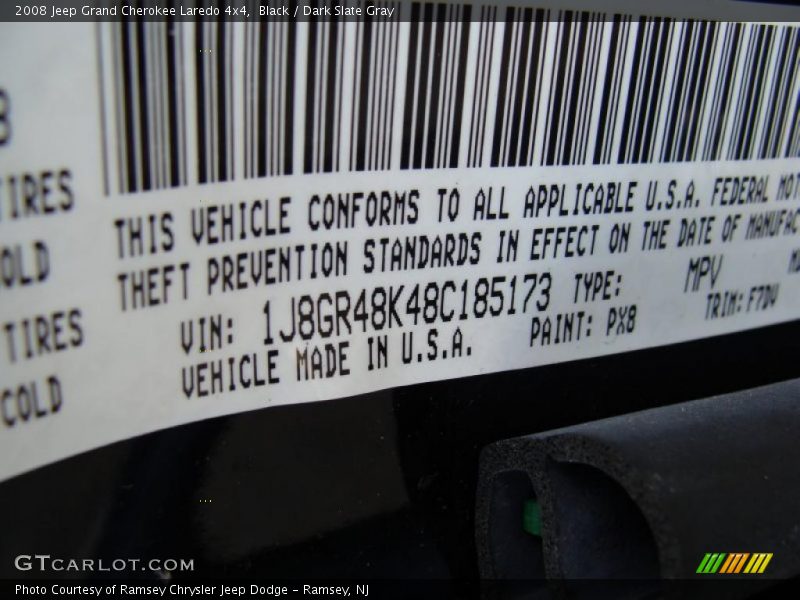 2008 Jeep Grand Cherokee Laredo 4x4, Black / Dark Slate Gray
TIRES
OLD
TIRES
COLD
THIS VEHICLE CONFORMS TO ALL APPLICABLE U.S.A. FEDERAL MOT
THEFT PREVENTION STANDARDS IN EFFECT ON THE DATE OF MANUFAC
VIN: 1J8GR48K48C185173 TYPE: MPV
VEHICLE MADE IN U.S.A. PAINT: PX8 TRIM: F7DV
GTCARLOT.COM
Photo Courtesy of Ramsey Chrysler Jeep Dodge – Ramsey, NJ